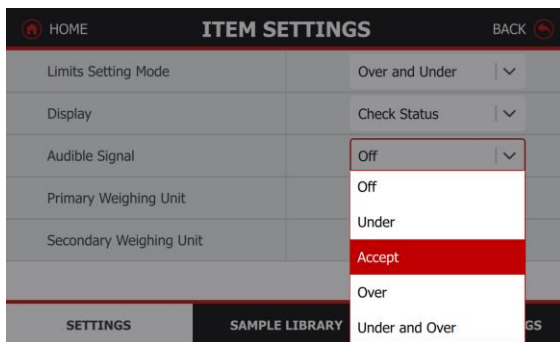 HOME ITEM SETTINGS BACK
Limits Setting Mode Over and Under
Display Check Status
Audible Signal Off
Off
Primary Weighing Unit
Under
Secondary Weighing Unit
Accept
Over
SETTINGS SAMPLE LIBRARY Under and Over GS